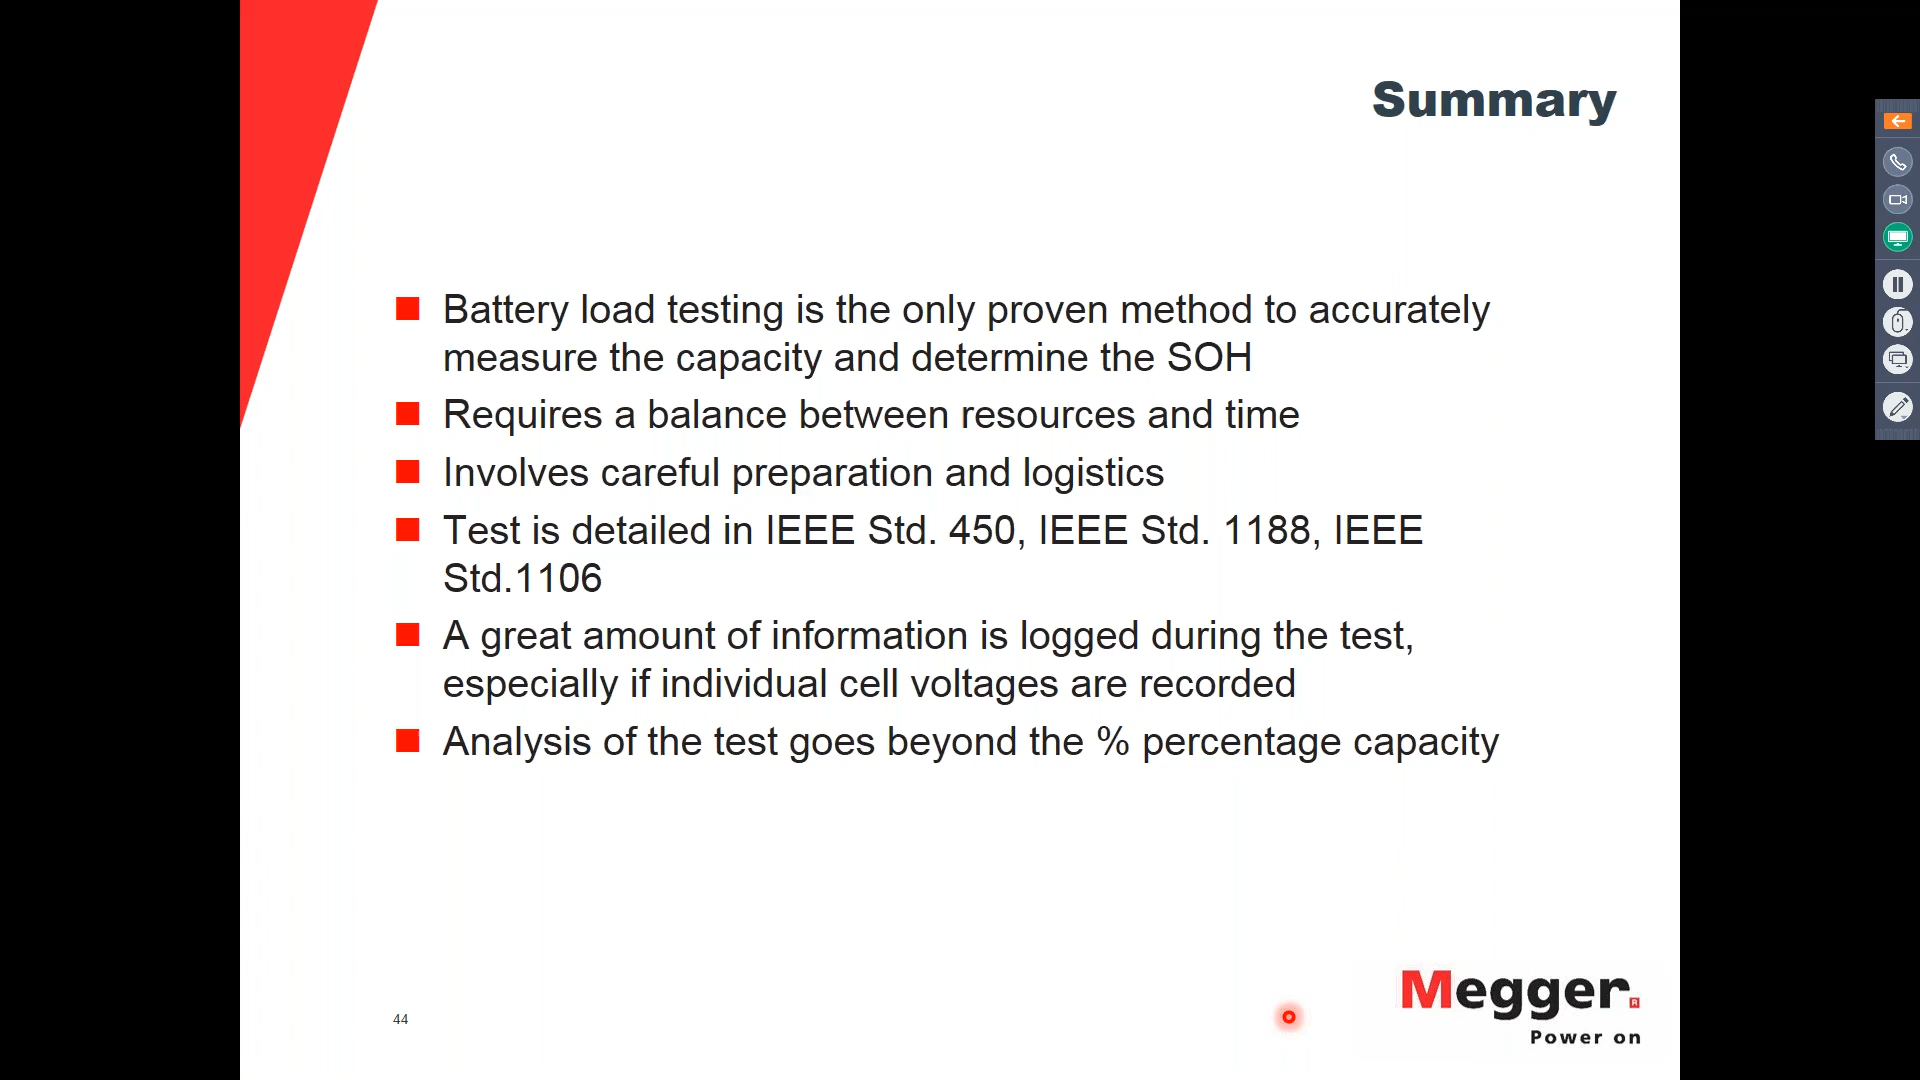 Summary
Battery load testing is the only proven method to accurately
measure the capacity and determine the SOH
Requires a balance between resources and time
Involves careful preparation and logistics
Test is detailed in IEEE Std. 450, IEEE Std. 1188, IEEE
Std.1106
A great amount of information is logged during the test,
especially if individual cell voltages are recorded
Analysis of the test goes beyond the % percentage capacity
44
Megger.
Power on